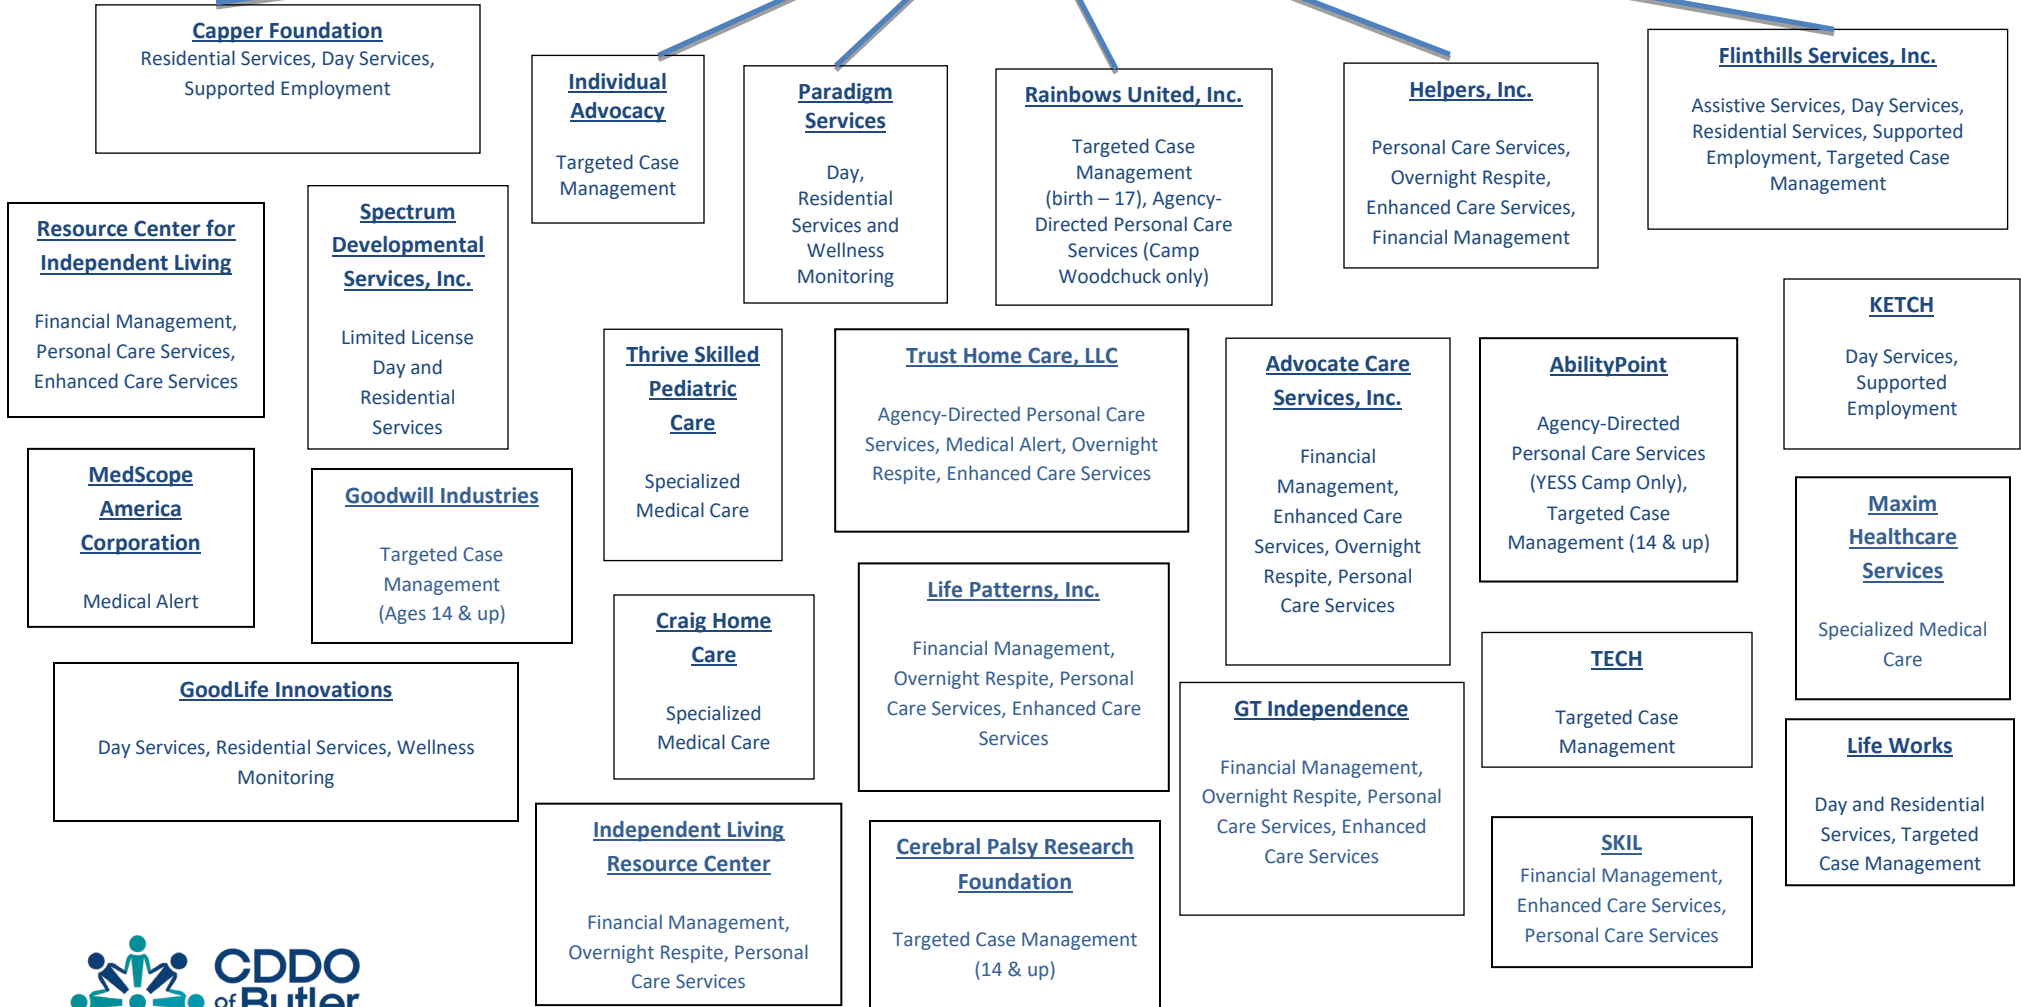 Capper Foundation
Residential Services, Day Services,
Supported Employment
Individual
Advocacy
Targeted Case
Management
Paradigm
Services
Day,
Residential
Services and
Wellness
Monitoring
Rainbows United, Inc.
Targeted Case
Management
(birth – 17), Agency-
Directed Personal Care
Services (Camp
Woodchuck only)
Helpers, Inc.
Personal Care Services,
Overnight Respite,
Enhanced Care Services,
Financial Management
Flinthills Services, Inc.
Assistive Services, Day Services,
Residential Services, Supported
Employment, Targeted Case
Management
Resource Center for
Independent Living
Financial Management,
Personal Care Services,
Enhanced Care Services
Spectrum
Developmental
Services, Inc.
Limited License
Day and
Residential
Services
Thrive Skilled
Pediatric
Care
Specialized
Medical Care
Trust Home Care, LLC
Agency-Directed Personal Care
Services, Medical Alert, Overnight
Respite, Enhanced Care Services
Advocate Care
Services, Inc.
Financial
Management,
Enhanced Care
Services, Overnight
Respite, Personal
Care Services
AbilityPoint
Agency-Directed
Personal Care Services
(YESS Camp Only),
Targeted Case
Management (14 & up)
KETCH
Day Services,
Supported
Employment
MedScope
America
Corporation
Medical Alert
Goodwill Industries
Targeted Case
Management
(Ages 14 & up)
Craig Home
Care
Specialized
Medical Care
Life Patterns, Inc.
Financial Management,
Overnight Respite, Personal
Care Services, Enhanced Care
Services
Maxim
Healthcare
Services
Specialized Medical
Care
TECH
Targeted Case
Management
GoodLife Innovations
Day Services, Residential Services, Wellness
Monitoring
GT Independence
Financial Management,
Overnight Respite, Personal
Care Services, Enhanced
Care Services
Life Works
Day and Residential
Services, Targeted
Case Management
Independent Living
Resource Center
Financial Management,
Overnight Respite, Personal
Care Services
Cerebral Palsy Research
Foundation
Targeted Case Management
(14 & up)
SKIL
Financial Management,
Enhanced Care Services,
Personal Care Services
CDDO
of Butler